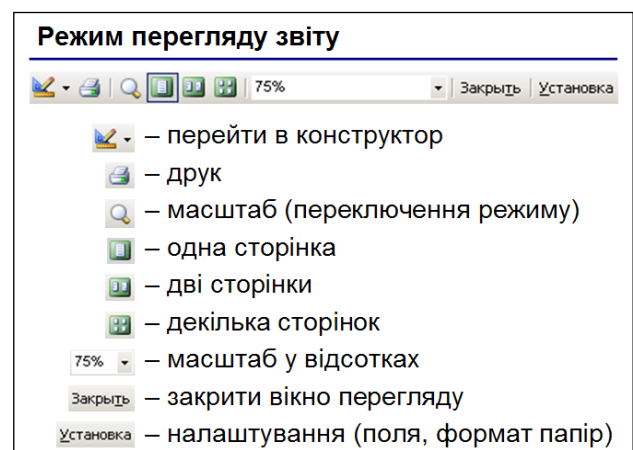 Режим перегляду звіту
75% Закрыть Установка
– перейти в конструктор
– друк
– масштаб (переключення режиму)
– одна сторінка
– дві сторінки
– декілька сторінок
75% – масштаб у відсотках
Закрыть – закрити вікно перегляду
Установка – налаштування (поля, формат папір)